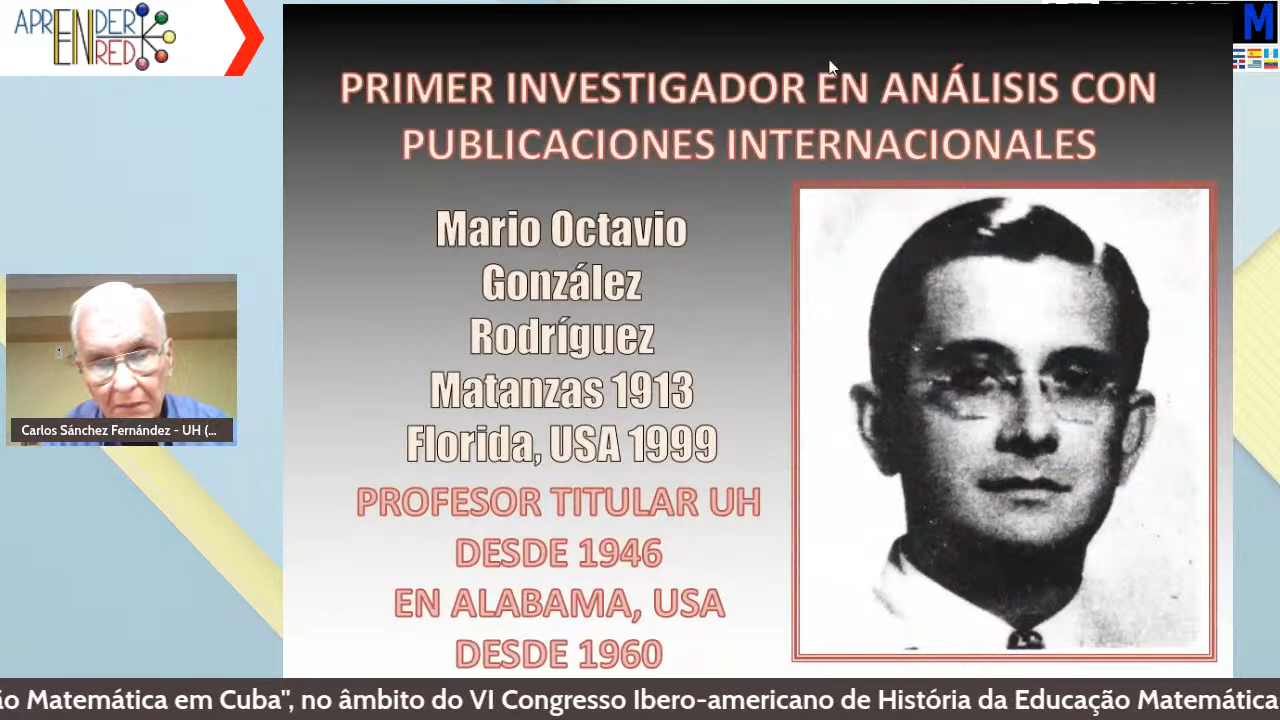 APRENDER
EN RED
M
PRIMER INVESTIGADOR EN ANÁLISIS CON
PUBLICACIONES INTERNACIONALES
Mario Octavio
González
Rodríguez
Matanzas 1913
Florida, USA 1999
PROFESOR TITULAR UH
DESDE 1946
EN ALABAMA, USA
DESDE 1960
Carlos Sánchez Fernández - UH (...
ão Matemática em Cuba", no âmbito do VI Congresso Ibero-americano de História da Educação Matemática